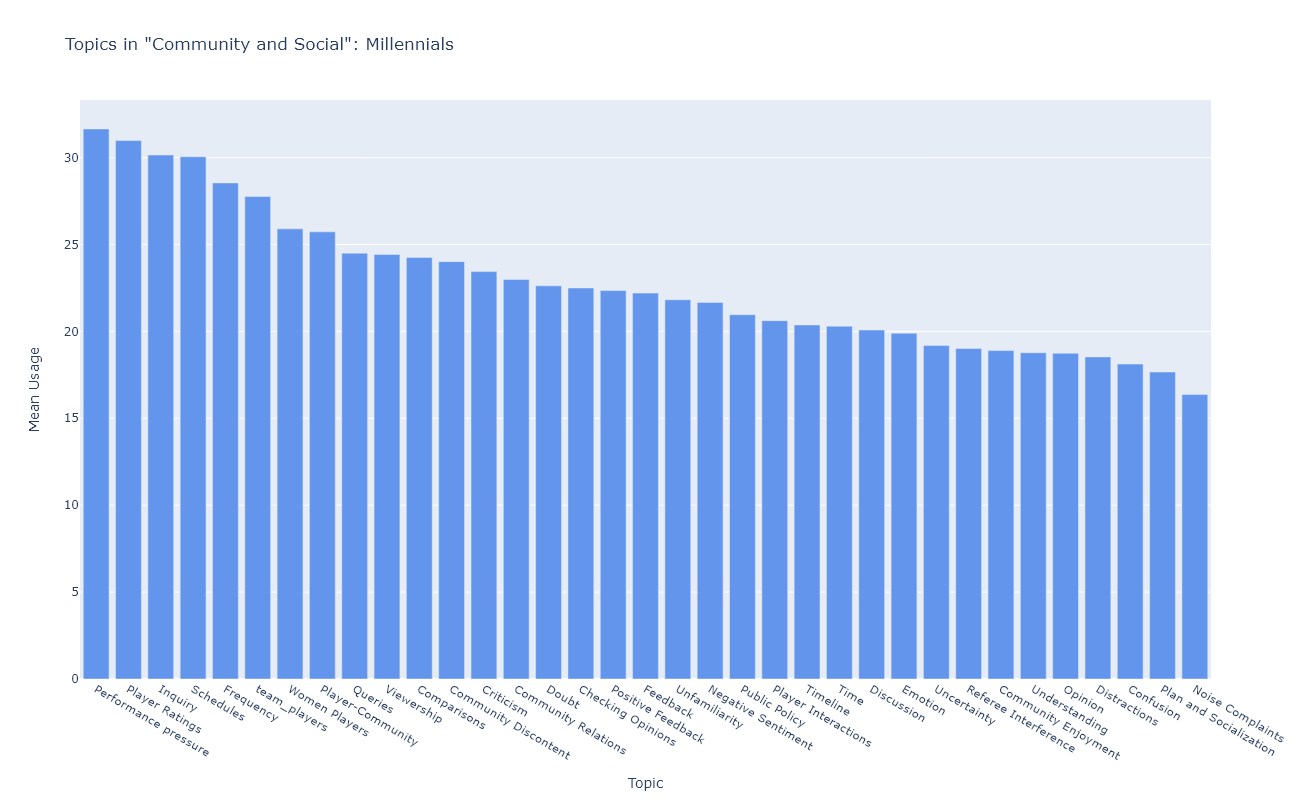 Topics in "Community and Social": Millennials
Mean Usage
30
25
20
15
10
5
0
Performance pressure
Player Ratings
Inquiry
Schedules
Frequency
team_players
Women Players
Player-Community
Queries
Viewership
Comparisons
Community Discontent
Criticism
Community Relations
Doubt
Checking Opinions
Positive Feedback
Feedback
Unfamiliarity
Negative Sentiment
Public Policy
Player Interactions
Timeline
Time
Discussion
Emotion
Uncertainty
Referee Interference
Community Enjoyment
Understanding
Opinion
Distractions
Confusion
Plan and Socialization
Noise Complaints
Topic